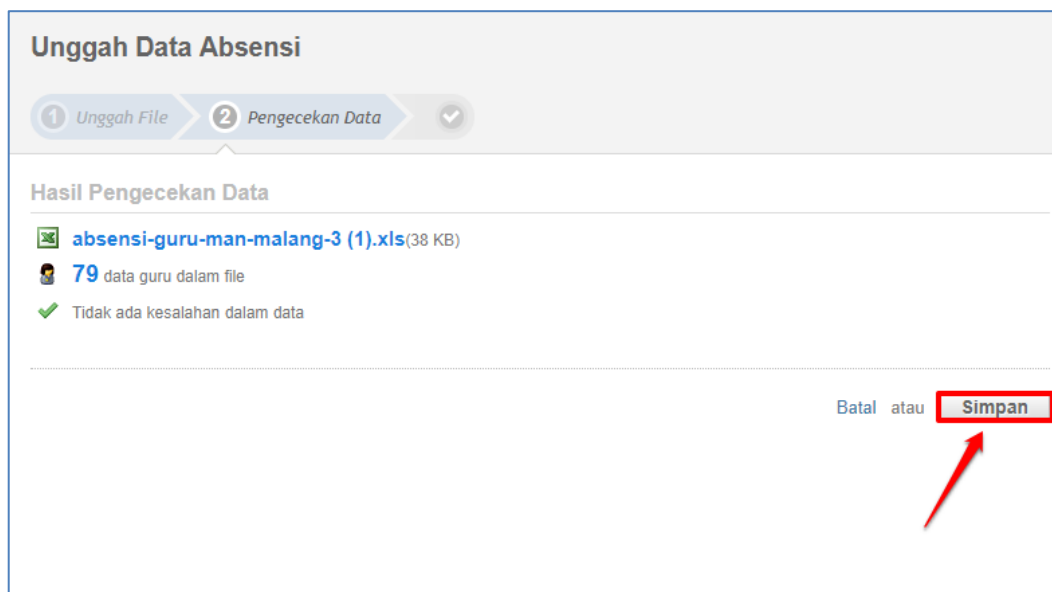 Unggah Data Absensi
1 Unggah File 2 Pengecekan Data
Hasil Pengecekan Data
absensi-guru-man-malang-3 (1).xls(38 KB)
79 data guru dalam file
Tidak ada kesalahan dalam data
Batal atau Simpan